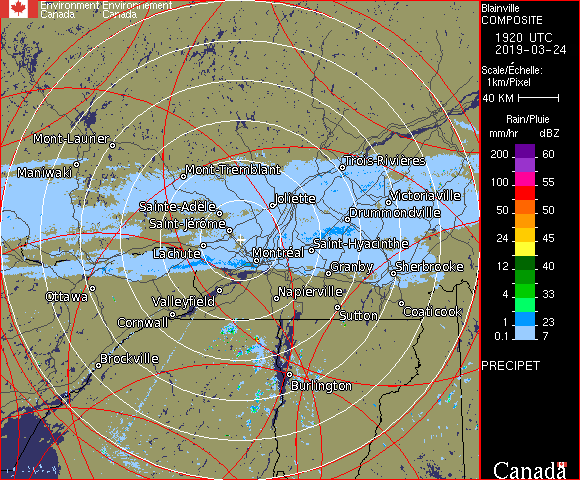 Environment Environnement
Canada Canada
Blainville
COMPOSITE
1920 UTC
2019-03-24
Scale/Échelle:
1km/Pixel
40 KM
Rain/Pluie
mm/hr dBZ
200 60
100 55
50 50
24 45
12 40
4 33
1 23
0.1 7
PRECIPET
Canada
Mont-Laurier
Maniwaki
Mont-Tremblant
Trois-Rivières
Sainte-Adèle
Joliette
Victoriaville
Drummondville
Saint-Jérôme
Lachute
Montréal
Saint-Hyacinthe
Granby
Sherbrooke
Ottawa
Valleyfield
Napierville
Cornwall
Sutton
Coaticook
Brockville
Burlington